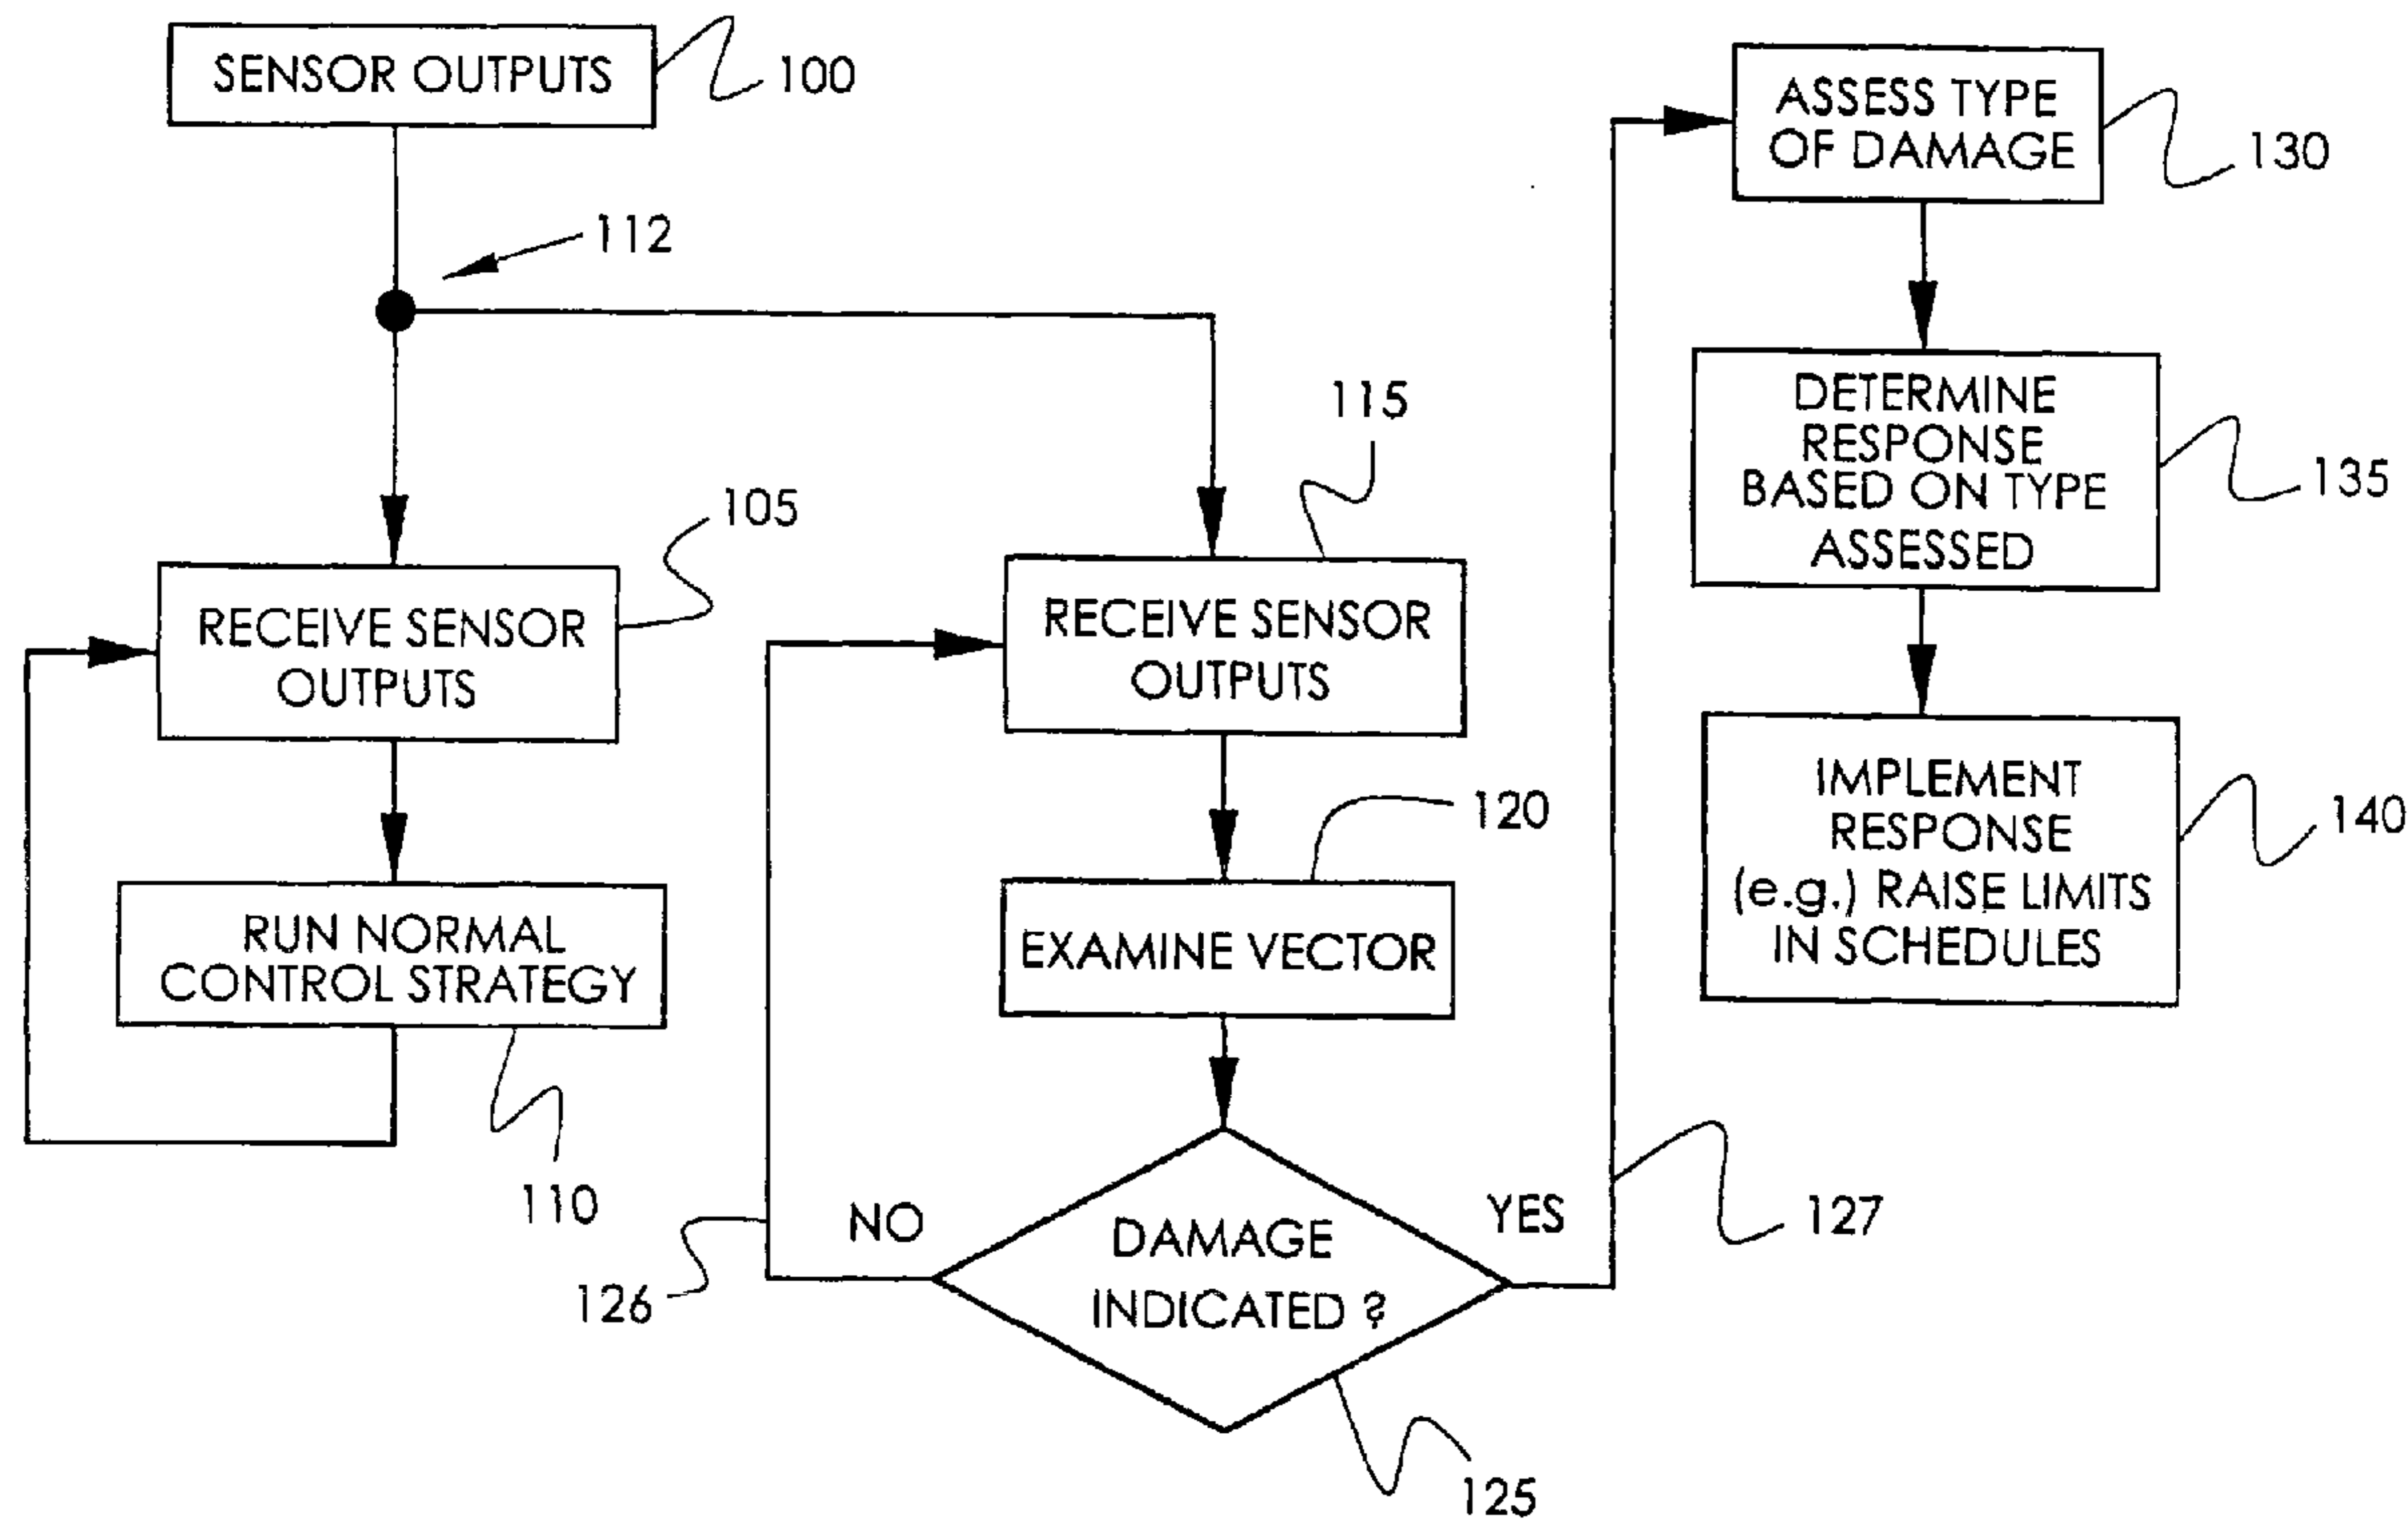 SENSOR OUTPUTS
100
112
RECEIVE SENSOR
OUTPUTS
105
RUN NORMAL
CONTROL STRATEGY
110
115
RECEIVE SENSOR
OUTPUTS
120
EXAMINE VECTOR
NO
126
DAMAGE
INDICATED ?
YES
127
125
ASSESS TYPE
OF DAMAGE
130
DETERMINE
RESPONSE
BASED ON TYPE
ASSESSED
135
IMPLEMENT
RESPONSE
(e.g.) RAISE LIMITS
IN SCHEDULES
140